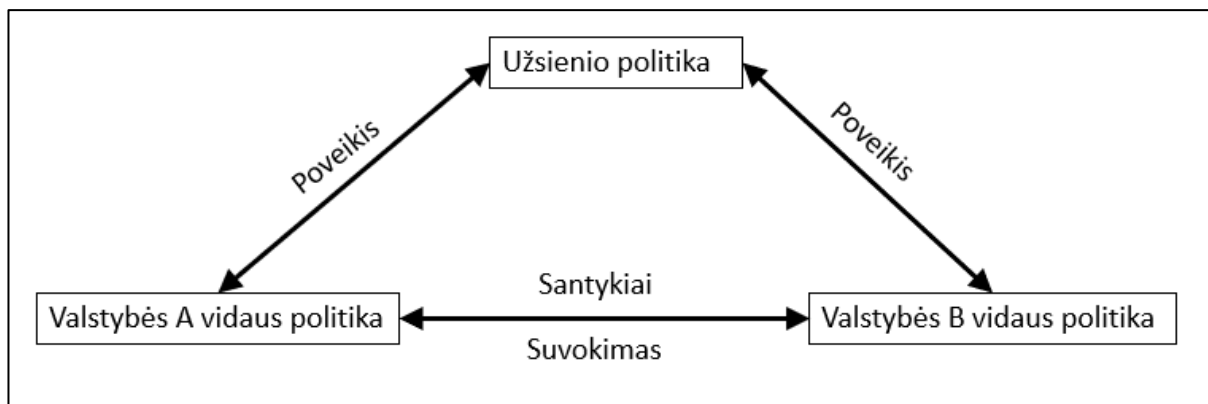 Užsienio politika
Poveikis
Poveikis
Santykiai
Valstybės A vidaus politika
Valstybės B vidaus politika
Suvokimas